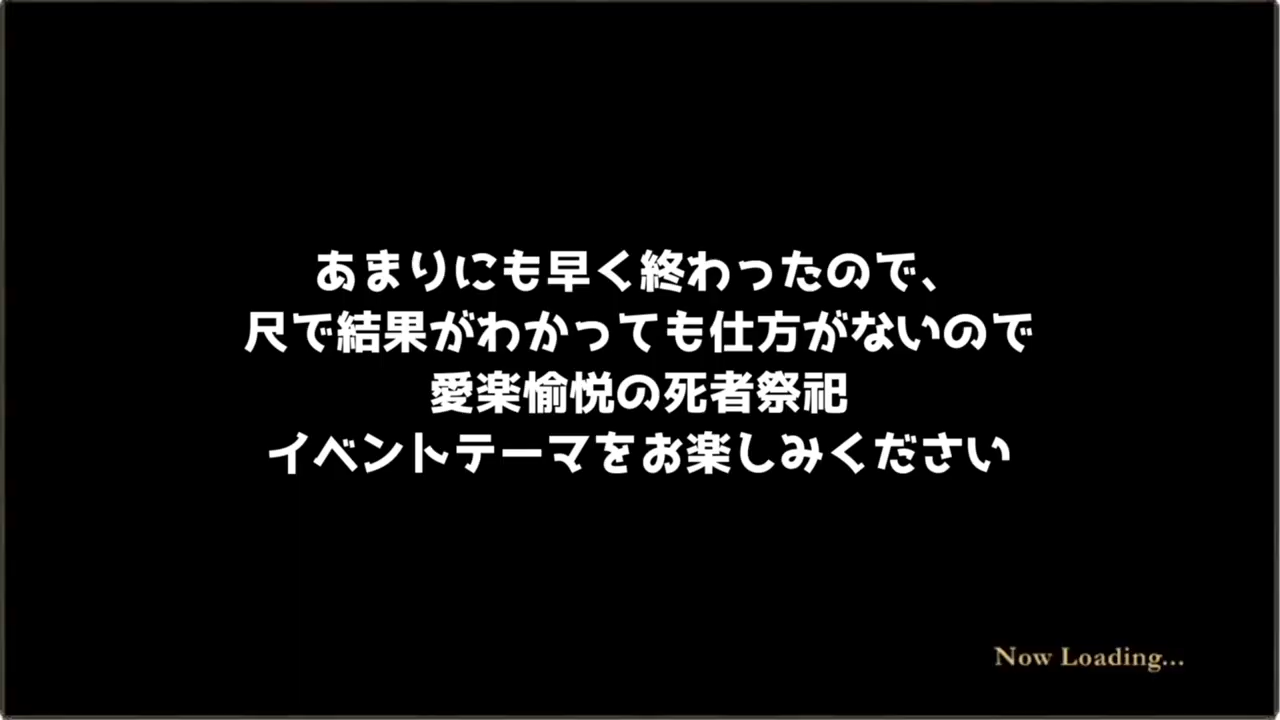 あまりにも早く終わったので、
尺で結果がわかっても仕方がないので
愛楽愉悦の死者祭祀
イベントテーマをお楽しみください
Now Loading...